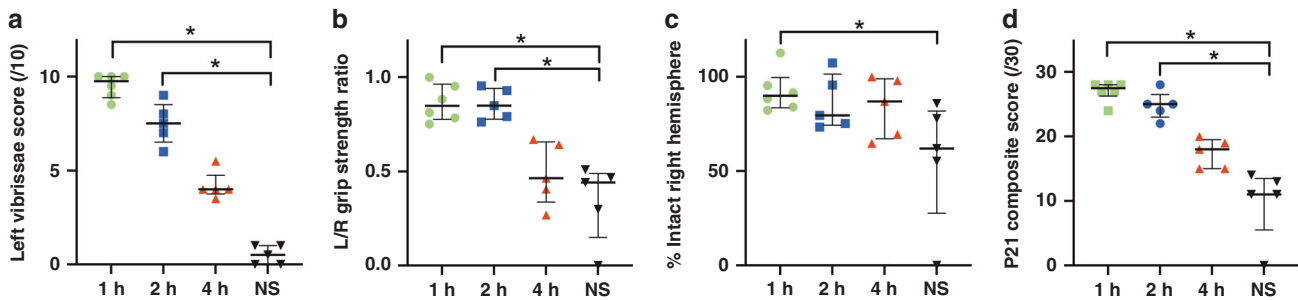 a
Left vibrissae score (/10)
10
5
0
1 h 2 h 4 h NS
* 
*
b
L/R grip strength ratio
1.0
0.5
0.0
1 h 2 h 4 h NS
*
*
c
% Intact right hemisphere
100
50
0
1 h 2 h 4 h NS
*
d
P21 composite score (/30)
30
20
10
0
1 h 2 h 4 h NS
*
*